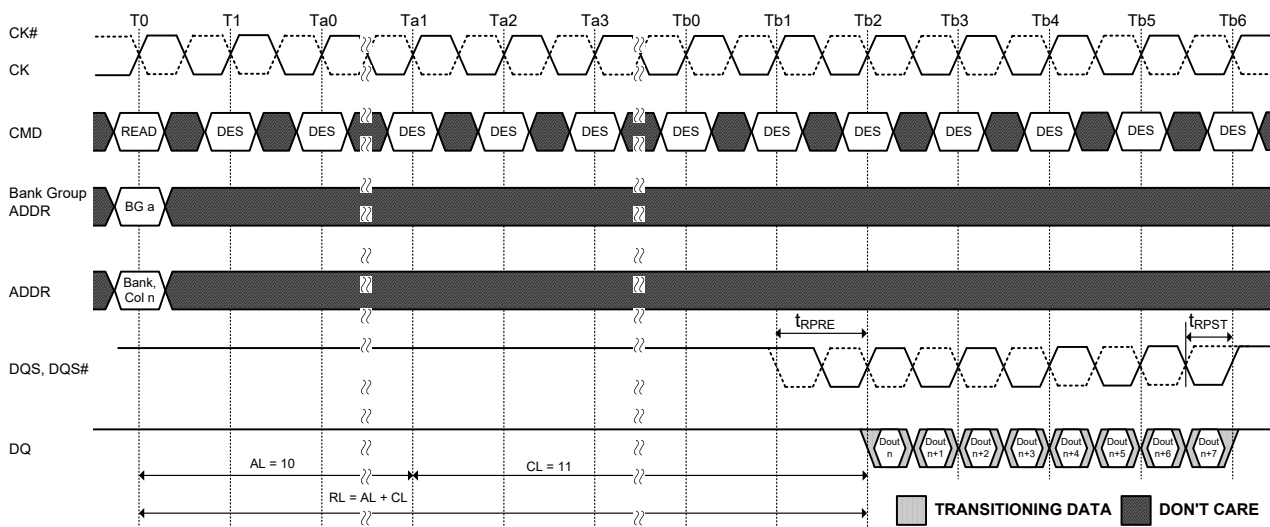 T0 T1 Ta0 Ta1 Ta2 Ta3 Tb0 Tb1 Tb2 Tb3 Tb4 Tb5 Tb6
CK#
CK
CMD READ DES DES DES DES DES DES DES DES DES DES DES DES
Bank Group
ADDR
BG a
ADDR
Bank,
Col n
tRPRE tRPST
DQS, DQS#
DQ
Dout Dout Dout Dout Dout Dout Dout Dout
n n+1 n+2 n+3 n+4 n+5 n+6 n+7
AL = 10 CL = 11
RL = AL + CL
TRANSITIONING DATA DON'T CARE